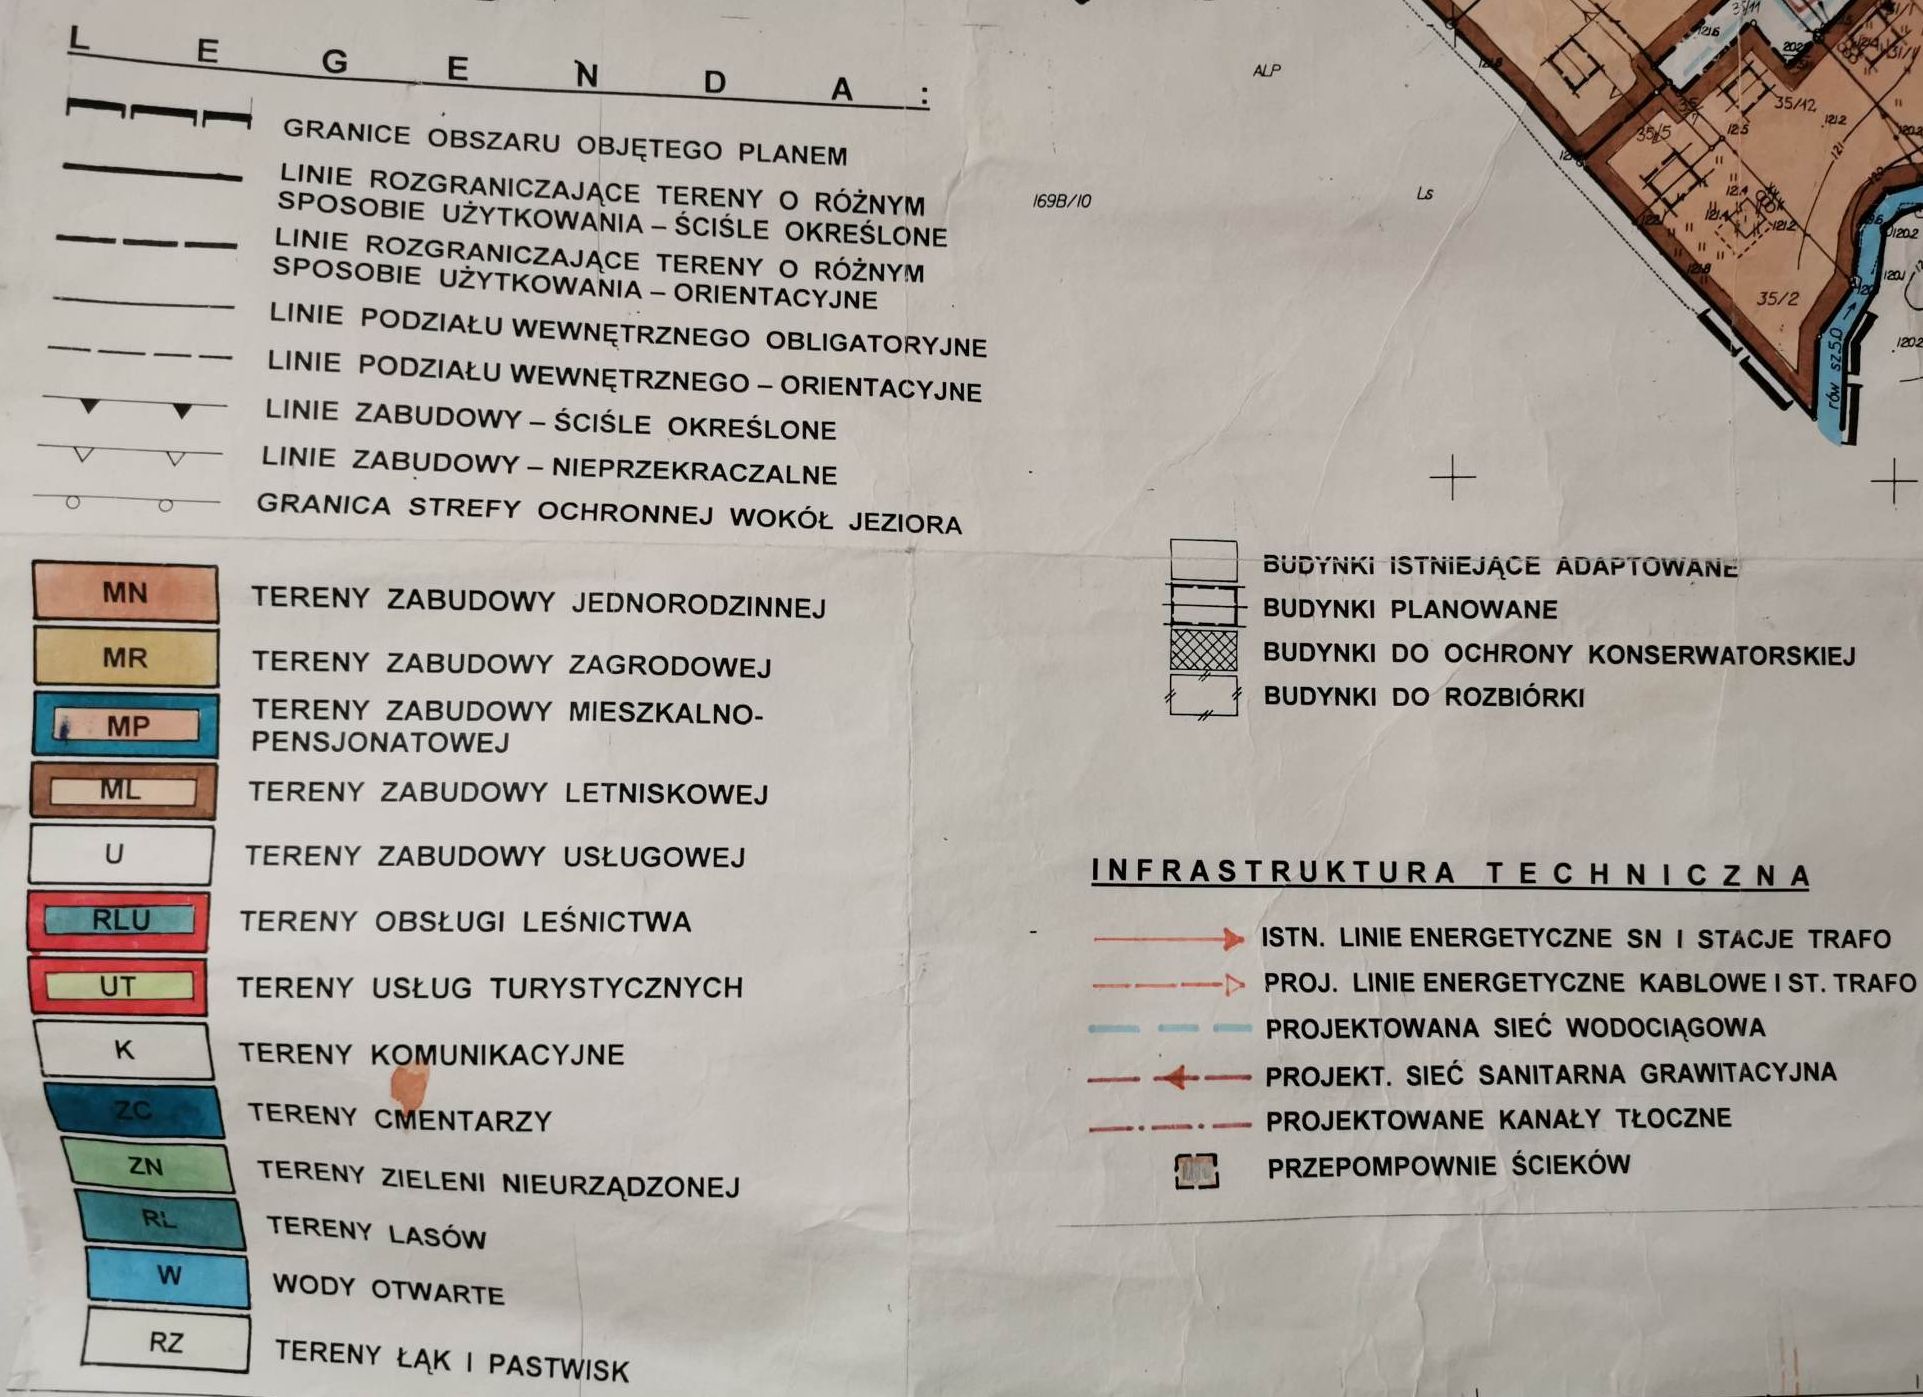 LEGENDA:
GRANICE OBSZARU OBJĘTEGO PLANEM
LINIE ROZGRANICZAJĄCE TERENY O RÓŻNYM
SPOSOBIE UŻYTKOWANIA – ŚCIŚLE OKREŚLONE
LINIE ROZGRANICZAJĄCE TERENY O RÓŻNYM
SPOSOBIE UŻYTKOWANIA – ORIENTACYJNE
LINIE PODZIAŁU WEWNĘTRZNEGO OBLIGATORYJNE
LINIE PODZIAŁU WEWNĘTRZNEGO – ORIENTACYJNE
LINIE ZABUDOWY – ŚCIŚLE OKREŚLONE
LINIE ZABUDOWY – NIEPRZEKRACZALNE
GRANICA STREFY OCHRONNEJ WOKÓŁ JEZIORA
MN TERENY ZABUDOWY JEDNORODZINNEJ
MR TERENY ZABUDOWY ZAGRODOWEJ
MP TERENY ZABUDOWY MIESZKALNO-
PENSJONATOWEJ
ML TERENY ZABUDOWY LETNISKOWEJ
U TERENY ZABUDOWY USŁUGOWEJ
RLU TERENY OBSŁUGI LEŚNICTWA
UT TERENY USŁUG TURYSTYCZNYCH
K TERENY KOMUNIKACYJNE
ZC TERENY CMENTARZY
ZN TERENY ZIELENI NIEURZĄDZONEJ
RL TERENY LASÓW
W WODY OTWARTE
RZ TERENY ŁĄK I PASTWISK
ALP
169B/10
Ls
35/11
35/12
35/5
35/2
121.2
121
rów sz.5.0
BUDYNKI ISTNIEJĄCE ADAPTOWANE
BUDYNKI PLANOWANE
BUDYNKI DO OCHRONY KONSERWATORSKIEJ
BUDYNKI DO ROZBIÓRKI
INFRASTRUKTURA TECHNICZNA
ISTN. LINIE ENERGETYCZNE SN I STACJE TRAFO
PROJ. LINIE ENERGETYCZNE KABLOWE I ST. TRAFO
PROJEKTOWANA SIEĆ WODOCIĄGOWA
PROJEKT. SIEĆ SANITARNA GRAWITACYJNA
PROJEKTOWANE KANAŁY TŁOCZNE
PRZEPOMPOWNIE ŚCIEKÓW